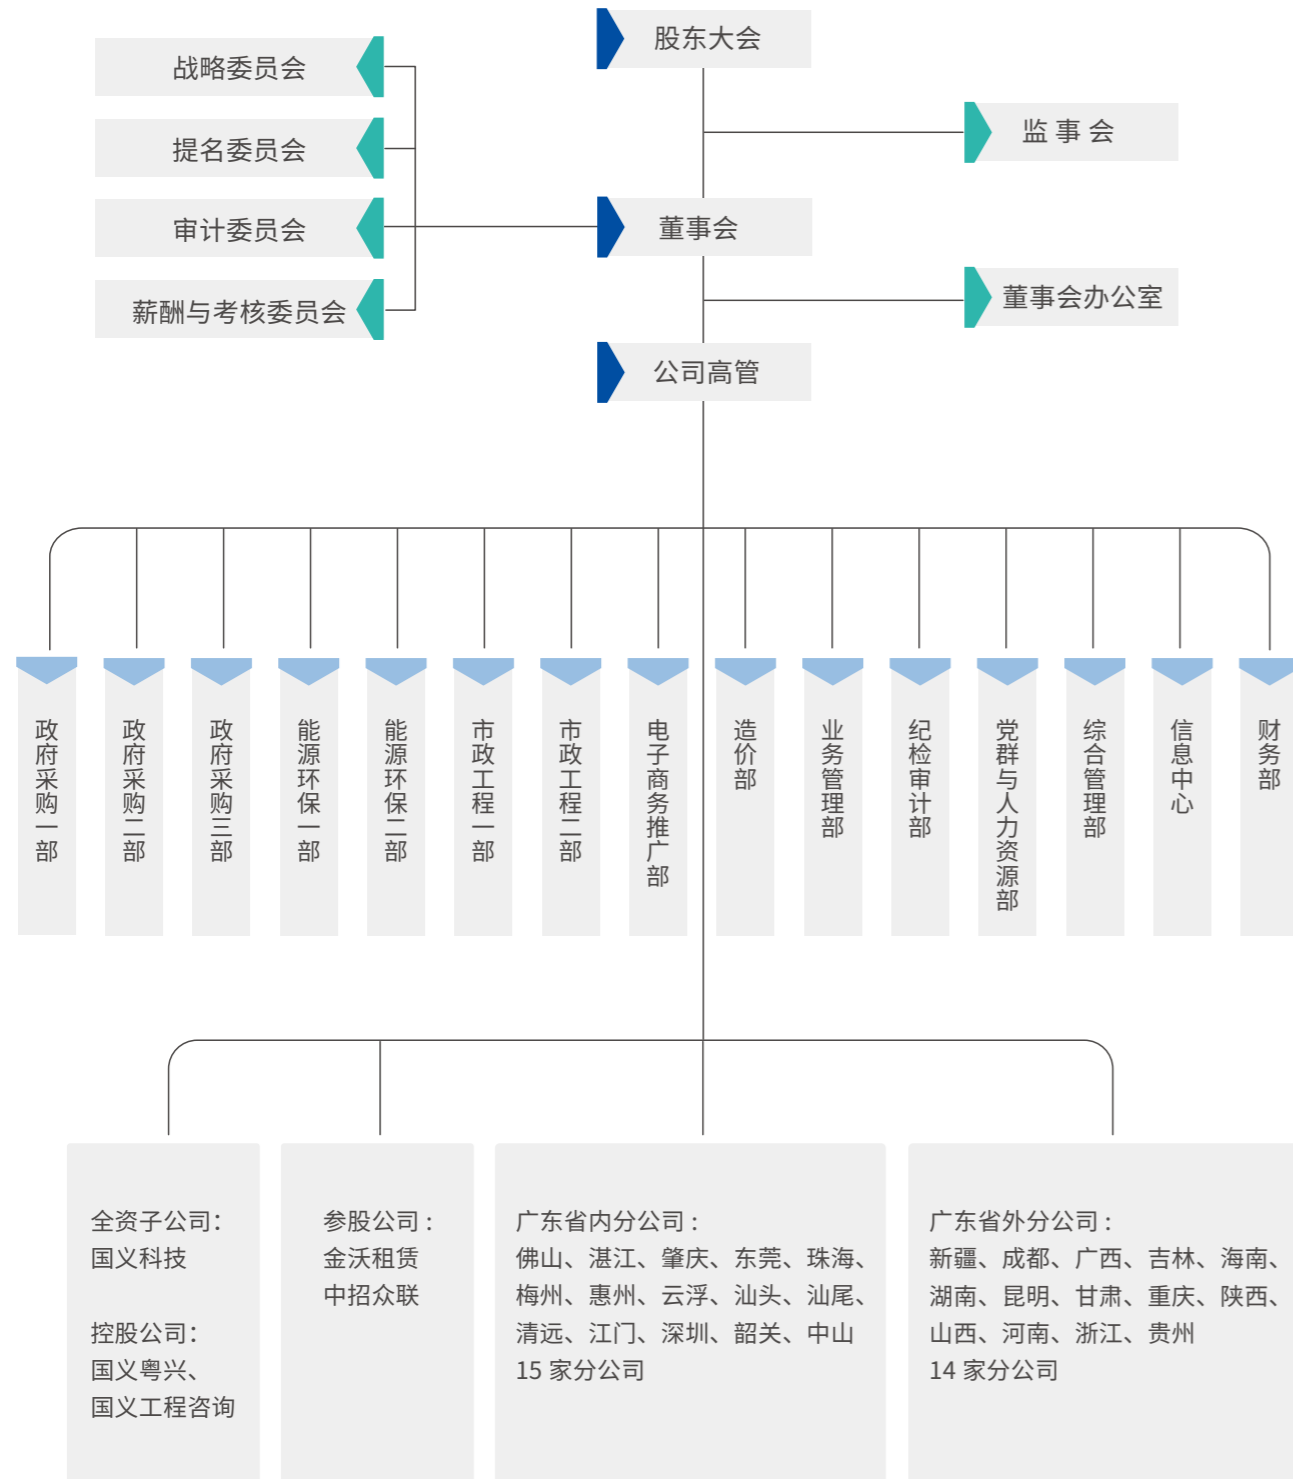 股东大会
战略委员会
监事会
提名委员会
审计委员会
董事会
薪酬与考核委员会
董事会办公室
公司高管
政府采购一部
政府采购二部
政府采购三部
能源环保一部
能源环保二部
市政工程一部
市政工程二部
电子商务推广部
造价部
业务管理部
纪检审计部
党群与人力资源部
综合管理部
信息中心
财务部
全资子公司：
国义科技
控股公司：
国义粤兴、
国义工程咨询
参股公司：
金沃租赁
中招众联
广东省内分公司：
佛山、湛江、肇庆、东莞、珠海、
梅州、惠州、云浮、汕头、汕尾、
清远、江门、深圳、韶关、中山
15 家分公司
广东省外分公司：
新疆、成都、广西、吉林、海南、
湖南、昆明、甘肃、重庆、陕西、
山西、河南、浙江、贵州
14 家分公司